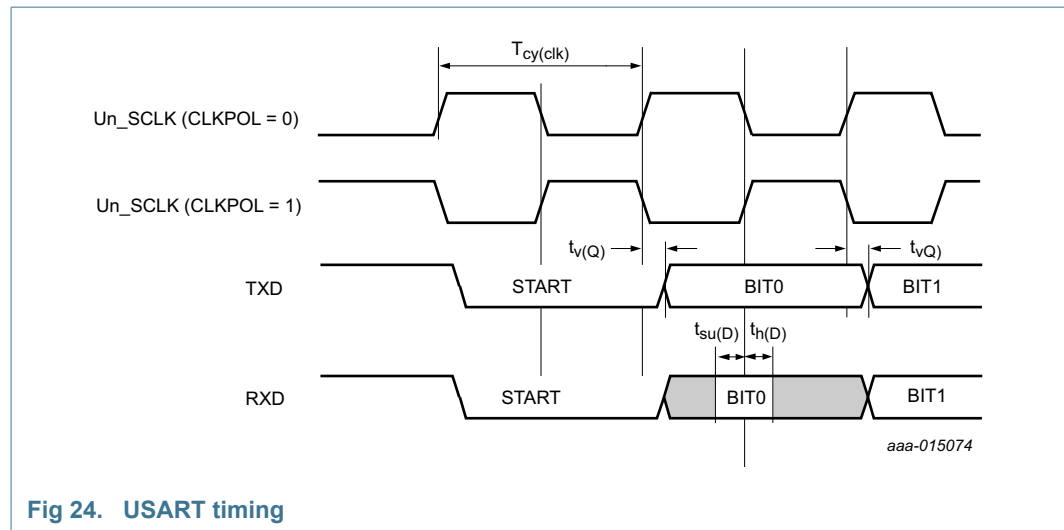 Tcy(clk)
Un_SCLK (CLKPOL = 0)
Un_SCLK (CLKPOL = 1)
tv(Q)
tvQ)
TXD
START
BIT0
BIT1
tsu(D)
th(D)
RXD
START
BIT0
BIT1
aaa-015074
Fig 24. USART timing